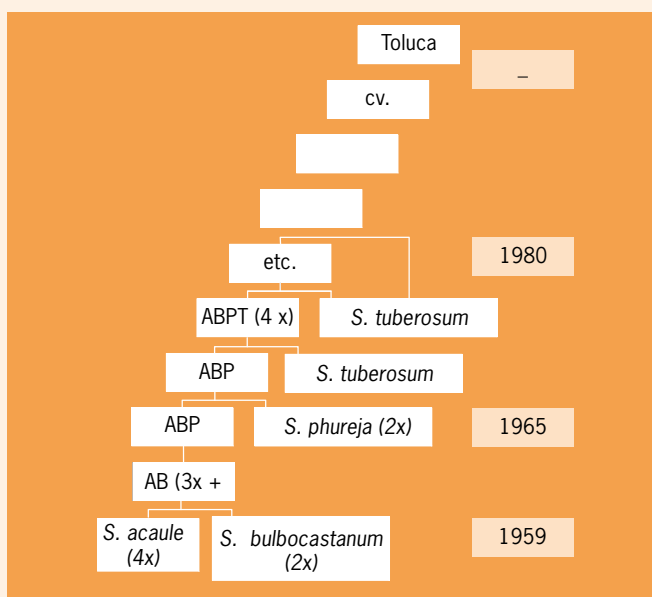 Toluca
–
cv.
etc.
1980
ABPT (4 x)
S. tuberosum
ABP
S. tuberosum
ABP
S. phureja (2x)
1965
AB (3x +
S. acaule
(4x)
S. bulbocastanum
(2x)
1959